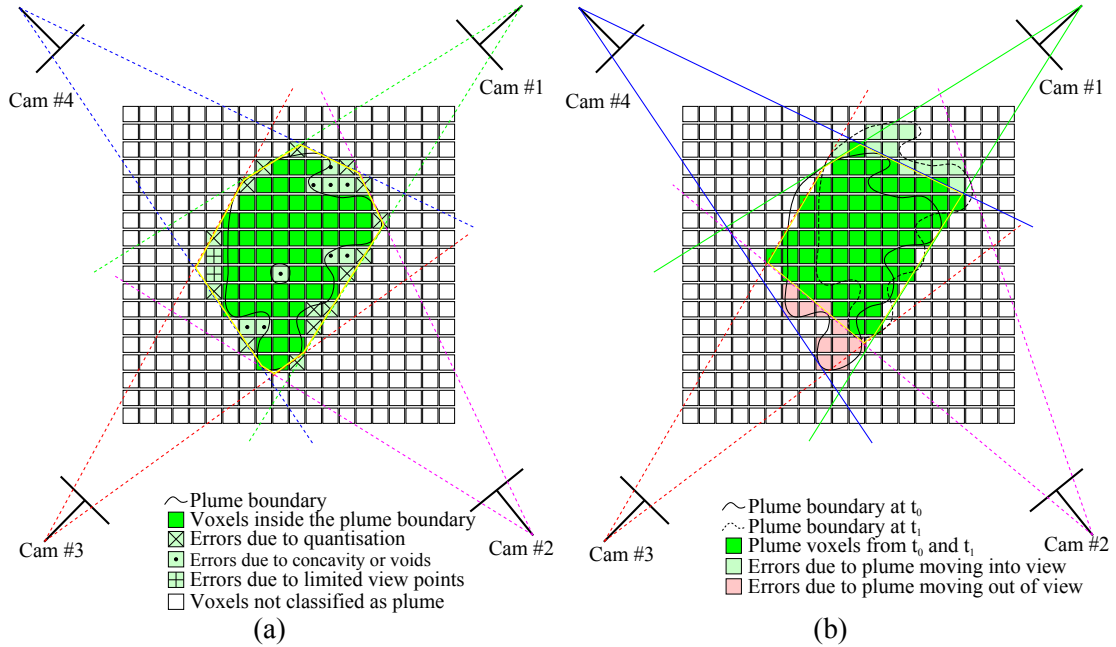 Cam #4
Cam #1
Cam #3
Cam #2
Plume boundary
Voxels inside the plume boundary
Errors due to quantisation
Errors due to concavity or voids
Errors due to limited view points
Voxels not classified as plume
(a)
Cam #4
Cam #1
Cam #3
Cam #2
Plume boundary at t₀
Plume boundary at t₁
Plume voxels from t₀ and t₁
Errors due to plume moving into view
Errors due to plume moving out of view
(b)